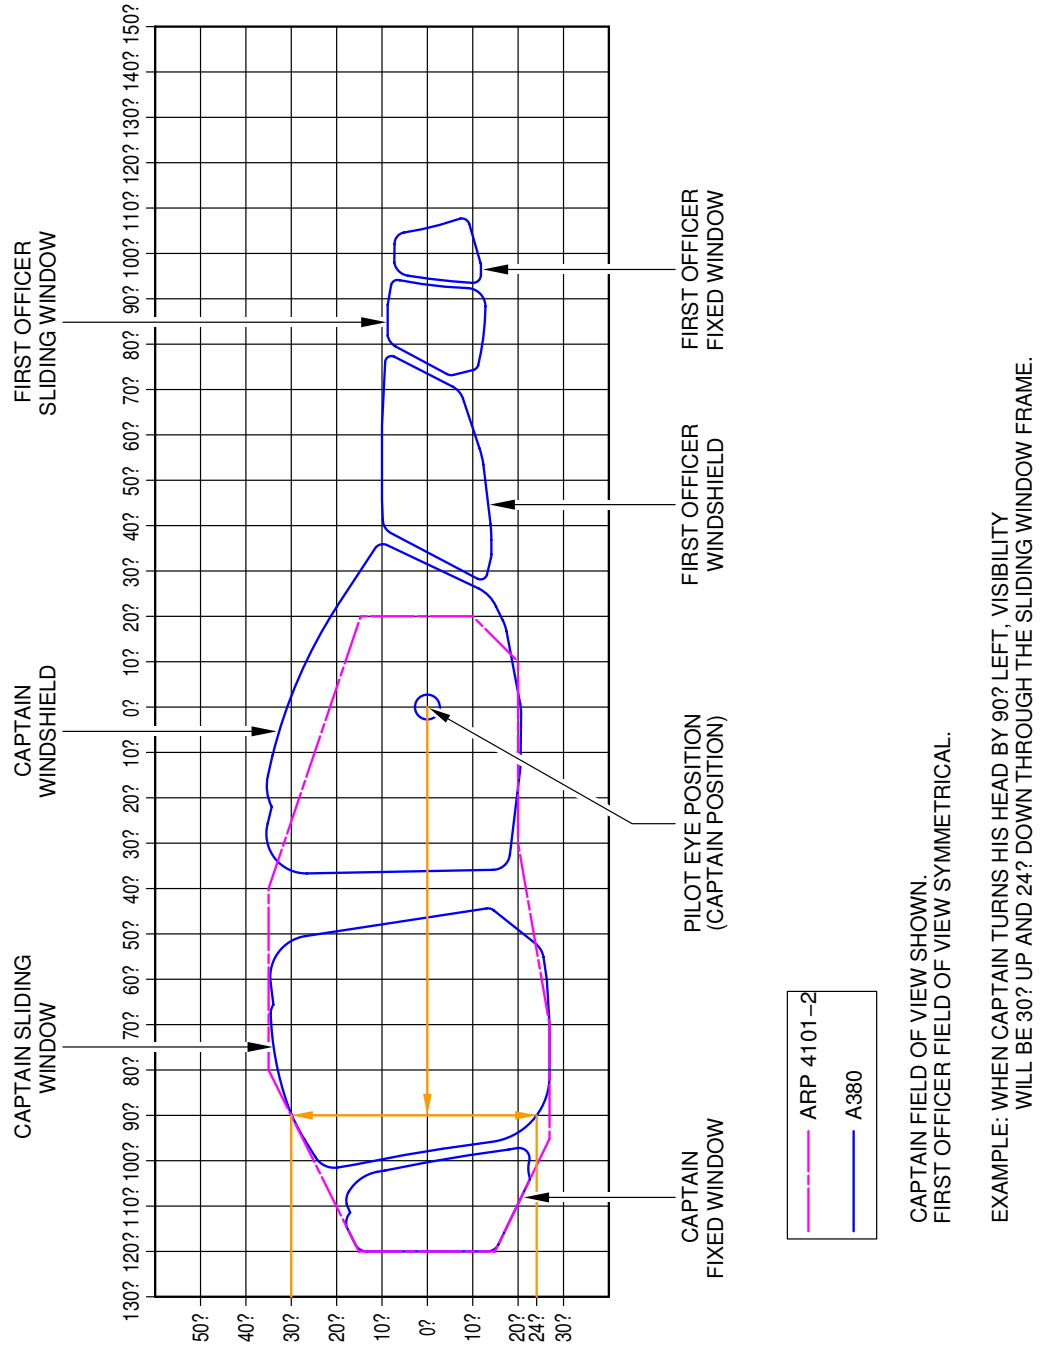 FIRST OFFICER
SLIDING WINDOW
CAPTAIN
WINDSHIELD
CAPTAIN SLIDING
WINDOW
130? 120? 110? 100? 90? 80? 70? 60? 50? 40? 30? 20? 10? 0? 10? 20? 30? 40? 50? 60? 70? 80? 90? 100? 110? 120? 130? 140? 150?
50?
40?
30?
20?
10?
0?
10?
20?
24?
30?
CAPTAIN
FIXED WINDOW
PILOT EYE POSITION
(CAPTAIN POSITION)
FIRST OFFICER
WINDSHIELD
FIRST OFFICER
FIXED WINDOW
ARP 4101-2
A380
CAPTAIN FIELD OF VIEW SHOWN.
FIRST OFFICER FIELD OF VIEW SYMMETRICAL.
EXAMPLE: WHEN CAPTAIN TURNS HIS HEAD BY 90? LEFT, VISIBILITY
WILL BE 30? UP AND 24? DOWN THROUGH THE SLIDING WINDOW FRAME.